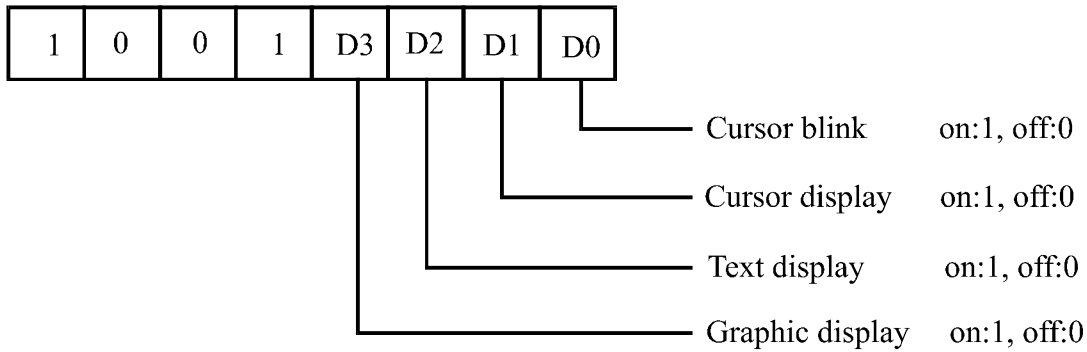 1 0 0 1 D3 D2 D1 D0
Cursor blink on:1, off:0
Cursor display on:1, off:0
Text display on:1, off:0
Graphic display on:1, off:0